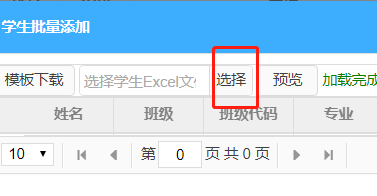 学生批量添加
模板下载 选择学生Excel文 选择 预览 加载完成
姓名 班级 班级代码 专业
10 第 0 页 共 0 页